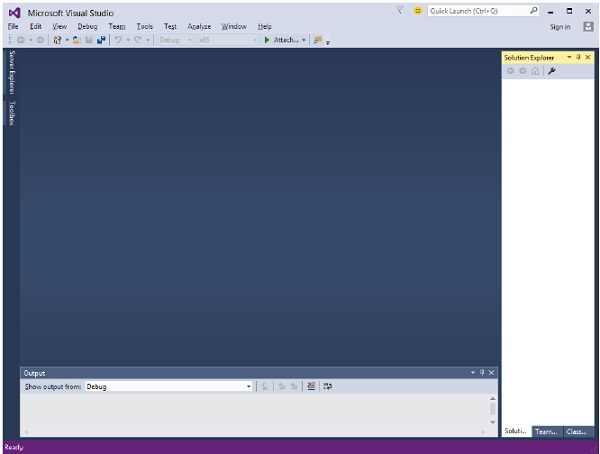 Microsoft Visual Studio
Quick Launch (Ctrl+Q)
File Edit View Debug Team Tools Test Analyze Window Help
Sign in
Debug x86 Attach...
Server Explorer
Toolbox
Solution Explorer
Output
Show output from: Debug
Soluti... Team... Class...
Ready